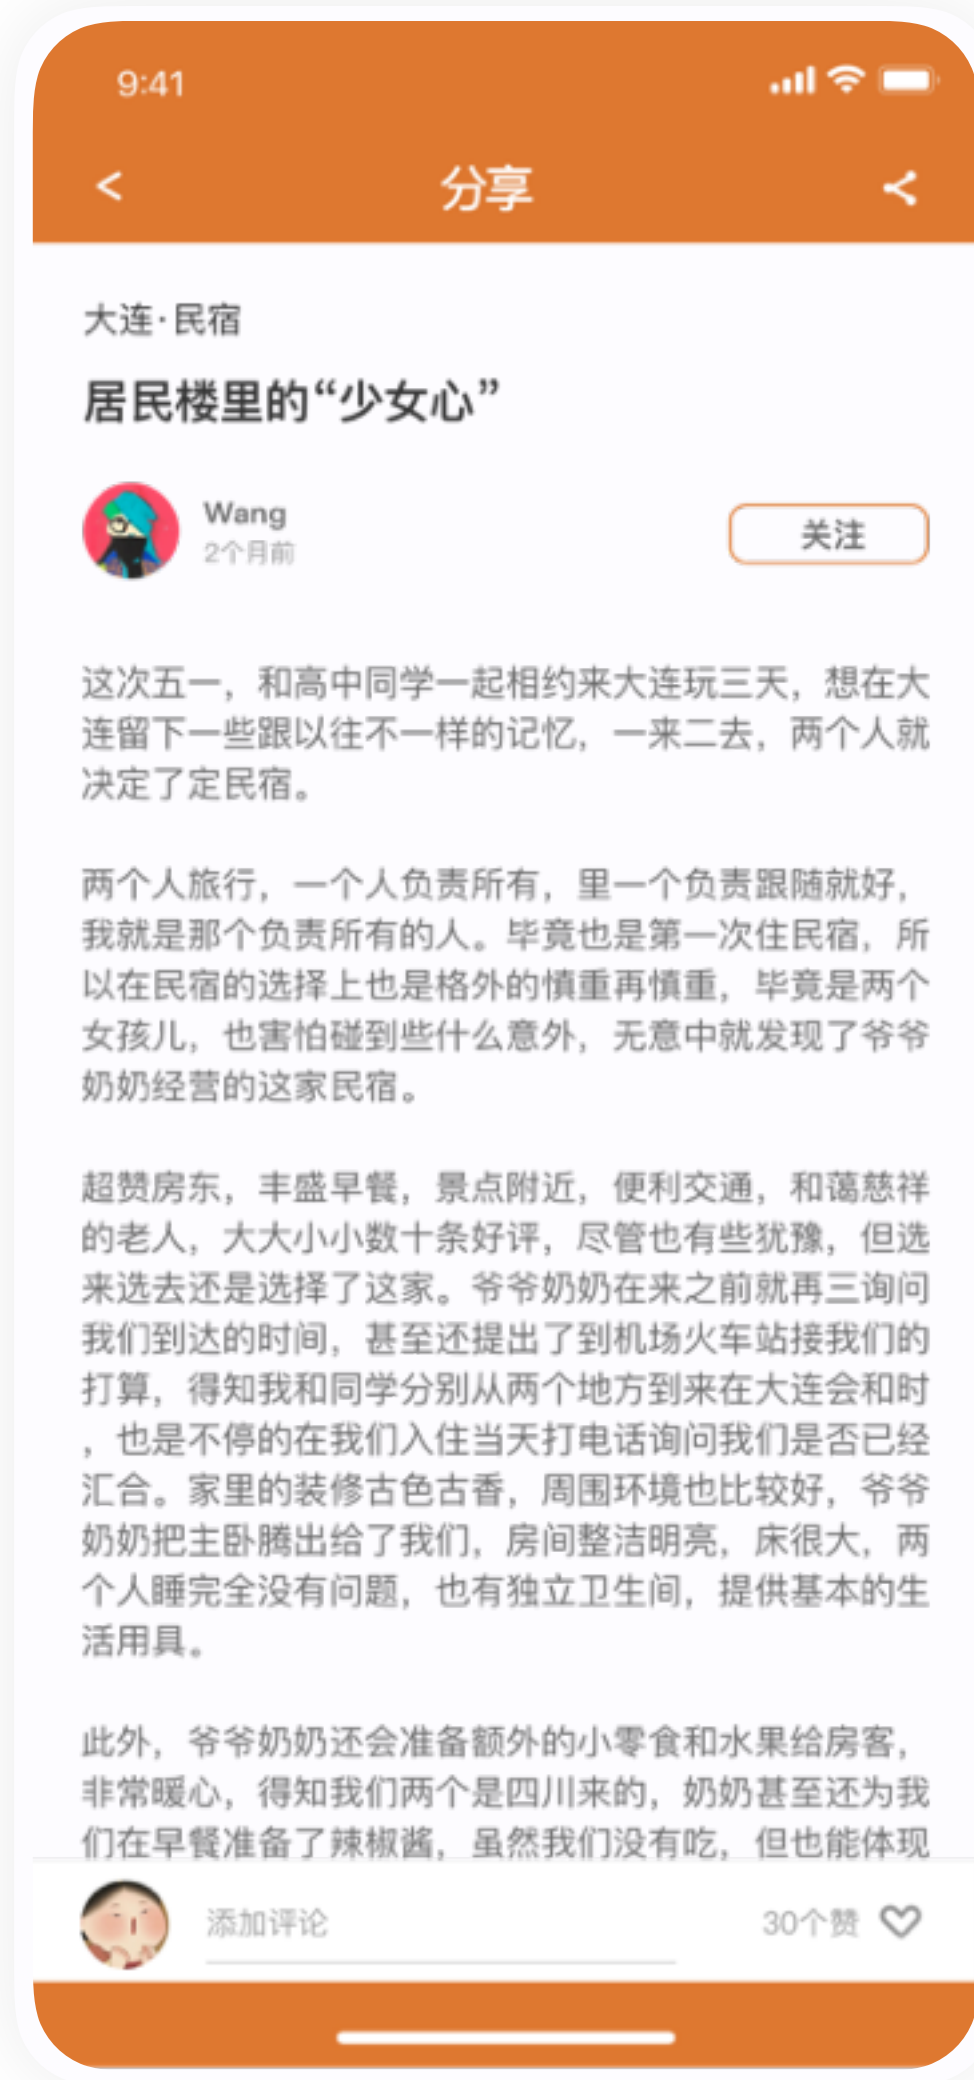 9:41
分享
大连·民宿
居民楼里的“少女心”
Wang
2个月前
关注
这次五一，和高中同学一起相约来大连玩三天，想在大
连留下一些跟以往不一样的记忆，一来二去，两个人就
决定了定民宿。
两个人旅行，一个人负责所有，里一个负责跟随就好，
我就是那个负责所有的人。毕竟也是第一次住民宿，所
以在民宿的选择上也是格外的慎重再慎重，毕竟是两个
女孩儿，也害怕碰到些什么意外，无意中就发现了爷爷
奶奶经营的这家民宿。
超赞房东，丰盛早餐，景点附近，便利交通，和蔼慈祥
的老人，大大小小数十条好评，尽管也有些犹豫，但选
来选去还是选择了这家。爷爷奶奶在来之前就再三询问
我们到达的时间，甚至还提出了到机场火车站接我们的
打算，得知我和同学分别从两个地方到来在大连会和时
，也是不停的在我们入住当天打电话询问我们是否已经
汇合。家里的装修古色古香，周围环境也比较好，爷爷
奶奶把主卧腾出给了我们，房间整洁明亮，床很大，两
个人睡完全没有问题，也有独立卫生间，提供基本的生
活用具。
此外，爷爷奶奶还会准备额外的小零食和水果给房客，
非常暖心，得知我们两个是四川来的，奶奶甚至还为我
们在早餐准备了辣椒酱，虽然我们没有吃，但也能体现
添加评论
30个赞